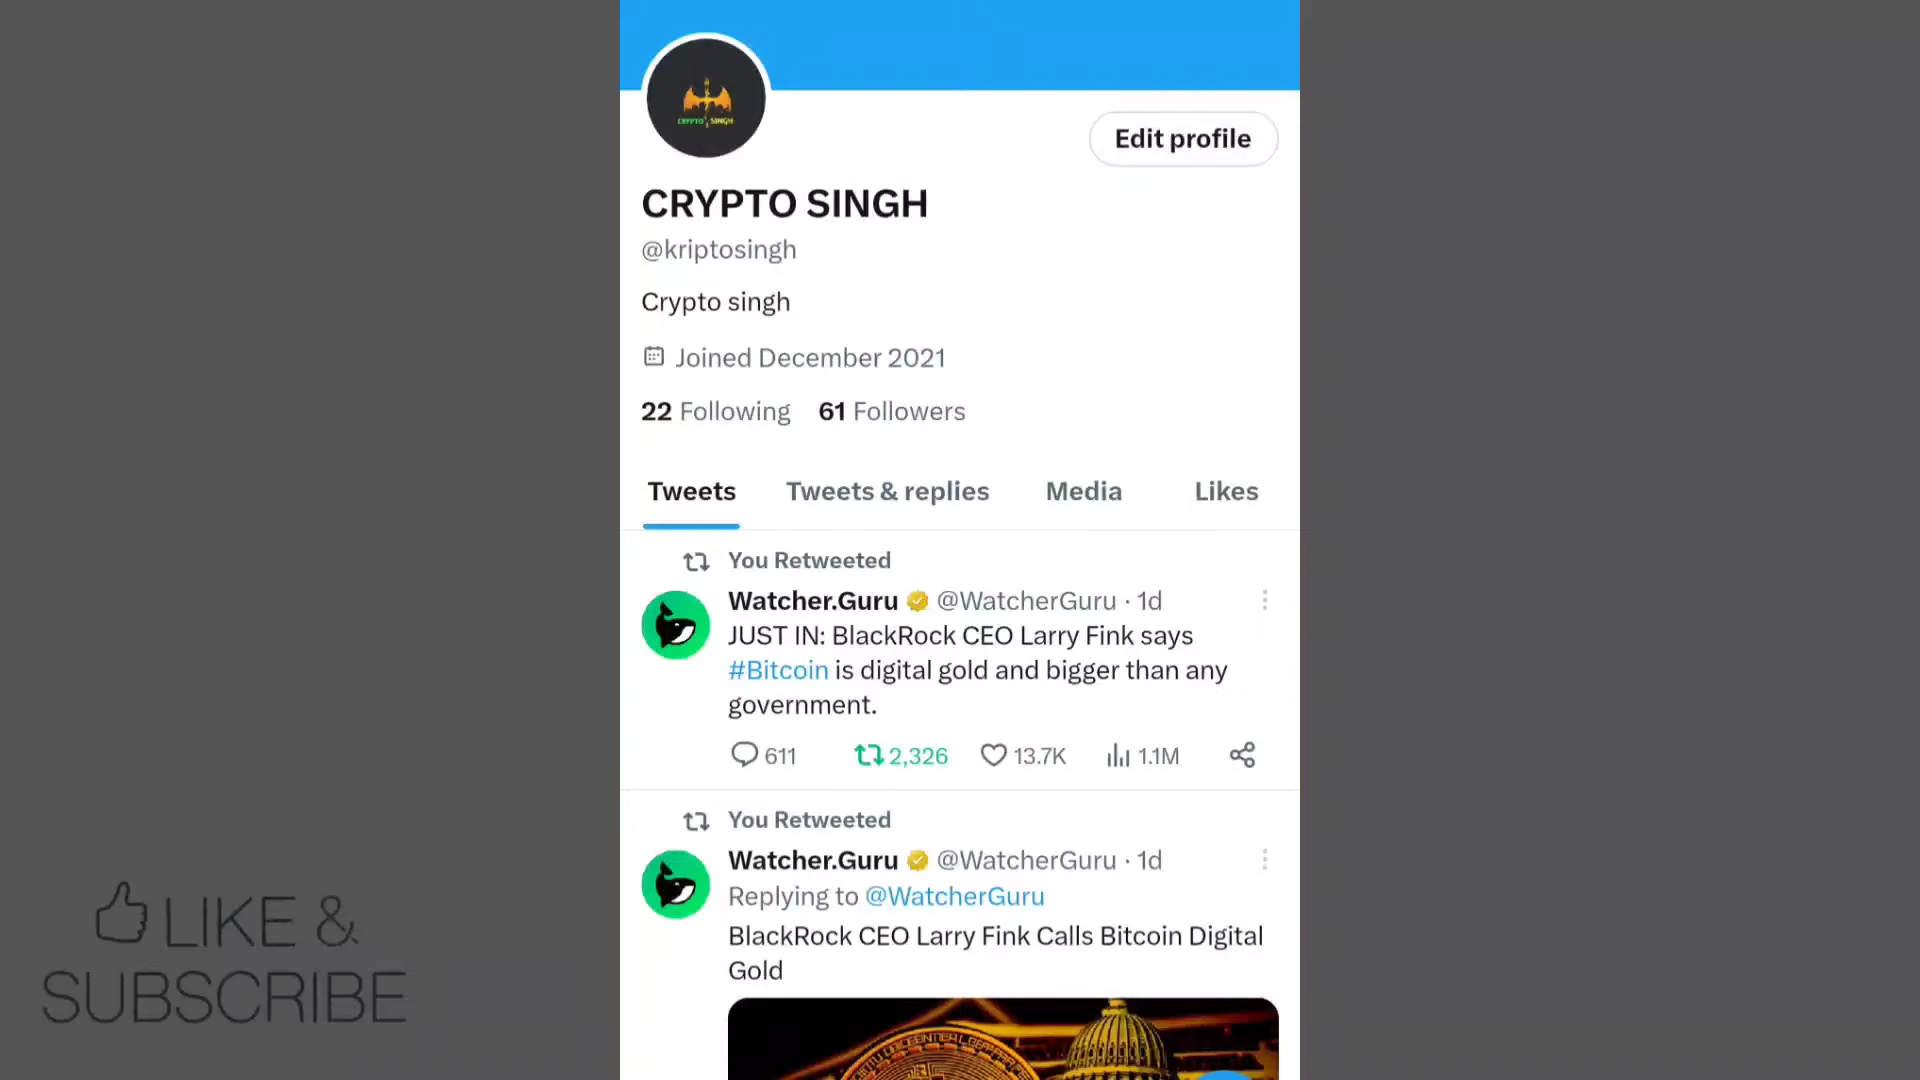 CRYPTO SINGH
Edit profile
CRYPTO SINGH
@kriptosingh
Crypto singh
Joined December 2021
22 Following 61 Followers
Tweets Tweets & replies Media Likes
You Retweeted
Watcher.Guru @WatcherGuru · 1d
JUST IN: BlackRock CEO Larry Fink says
#Bitcoin is digital gold and bigger than any
government.
611 2,326 13.7K 1.1M
You Retweeted
Watcher.Guru @WatcherGuru · 1d
Replying to @WatcherGuru
BlackRock CEO Larry Fink Calls Bitcoin Digital
Gold
LIKE &
SUBSCRIBE